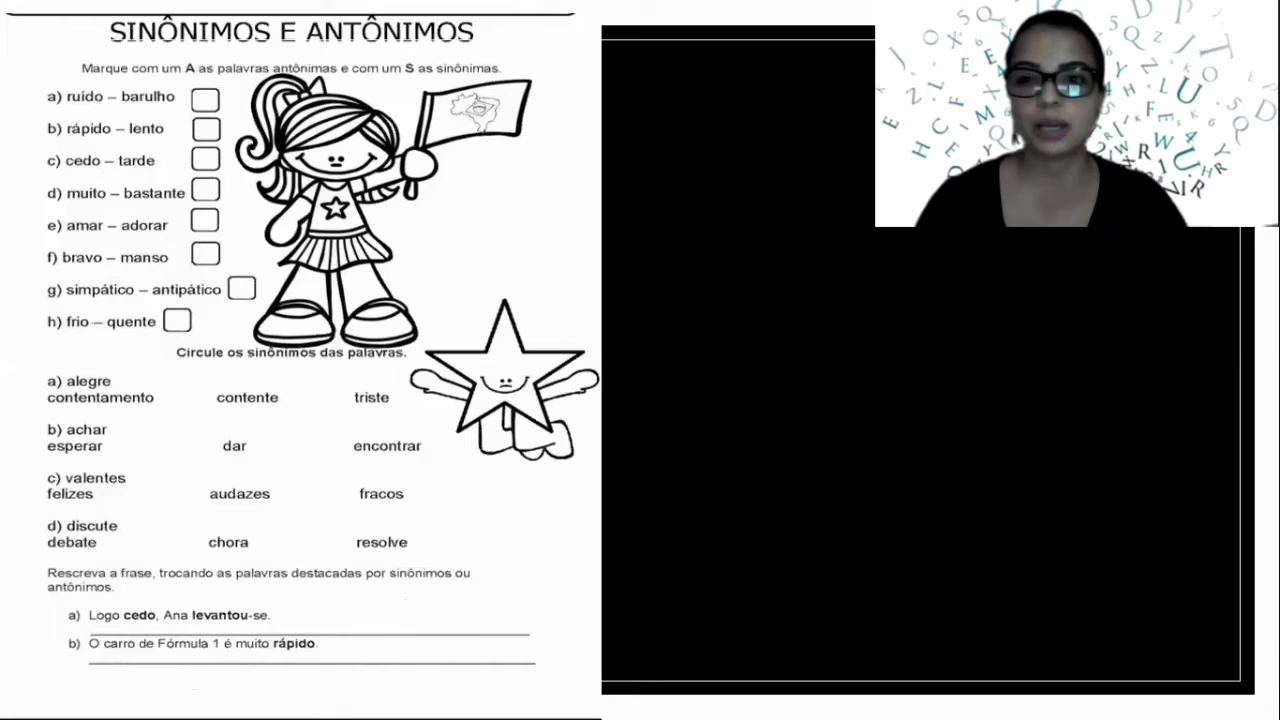 SINÔNIMOS E ANTÔNIMOS
Marque com um A as palavras antônimas e com um S as sinônimas.
a) ruido – barulho
b) rápido – lento
c) cedo – tarde
d) muito – bastante
e) amar – adorar
f) bravo – manso
g) simpático – antipático
h) frio – quente
Circule os sinônimos das palavras.
a) alegre
contentamento contente triste
b) achar
esperar dar encontrar
c) valentes
felizes audazes fracos
d) discute
debate chora resolve
Rescreva a frase, trocando as palavras destacadas por sinônimos ou
antônimos.
a) Logo cedo, Ana levantou-se.
b) O carro de Fórmula 1 é muito rápido.